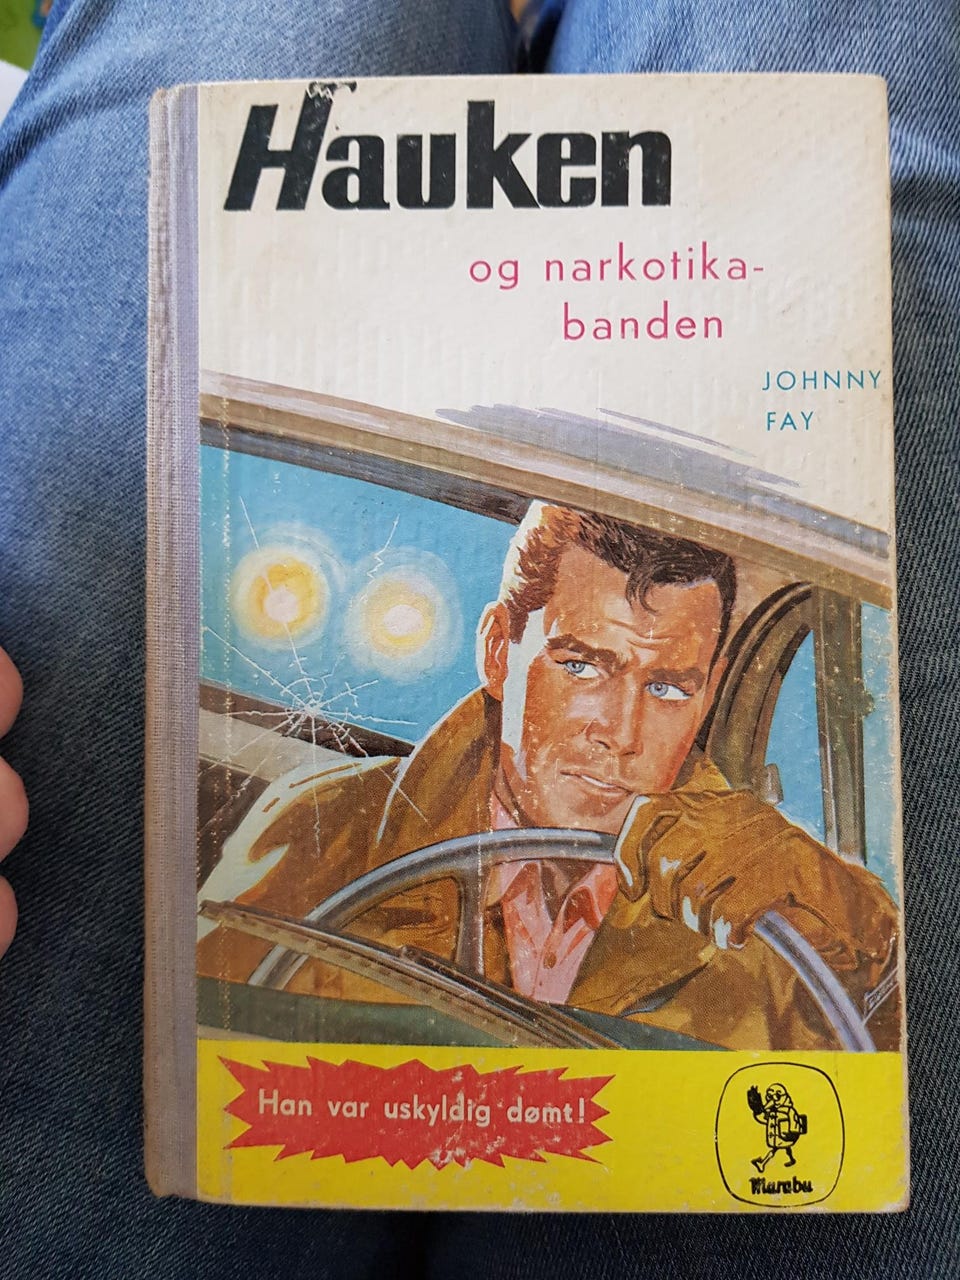 Hauken
og narkotika-
banden
JOHNNY
FAY
Han var uskyldig dømt!
Marabu